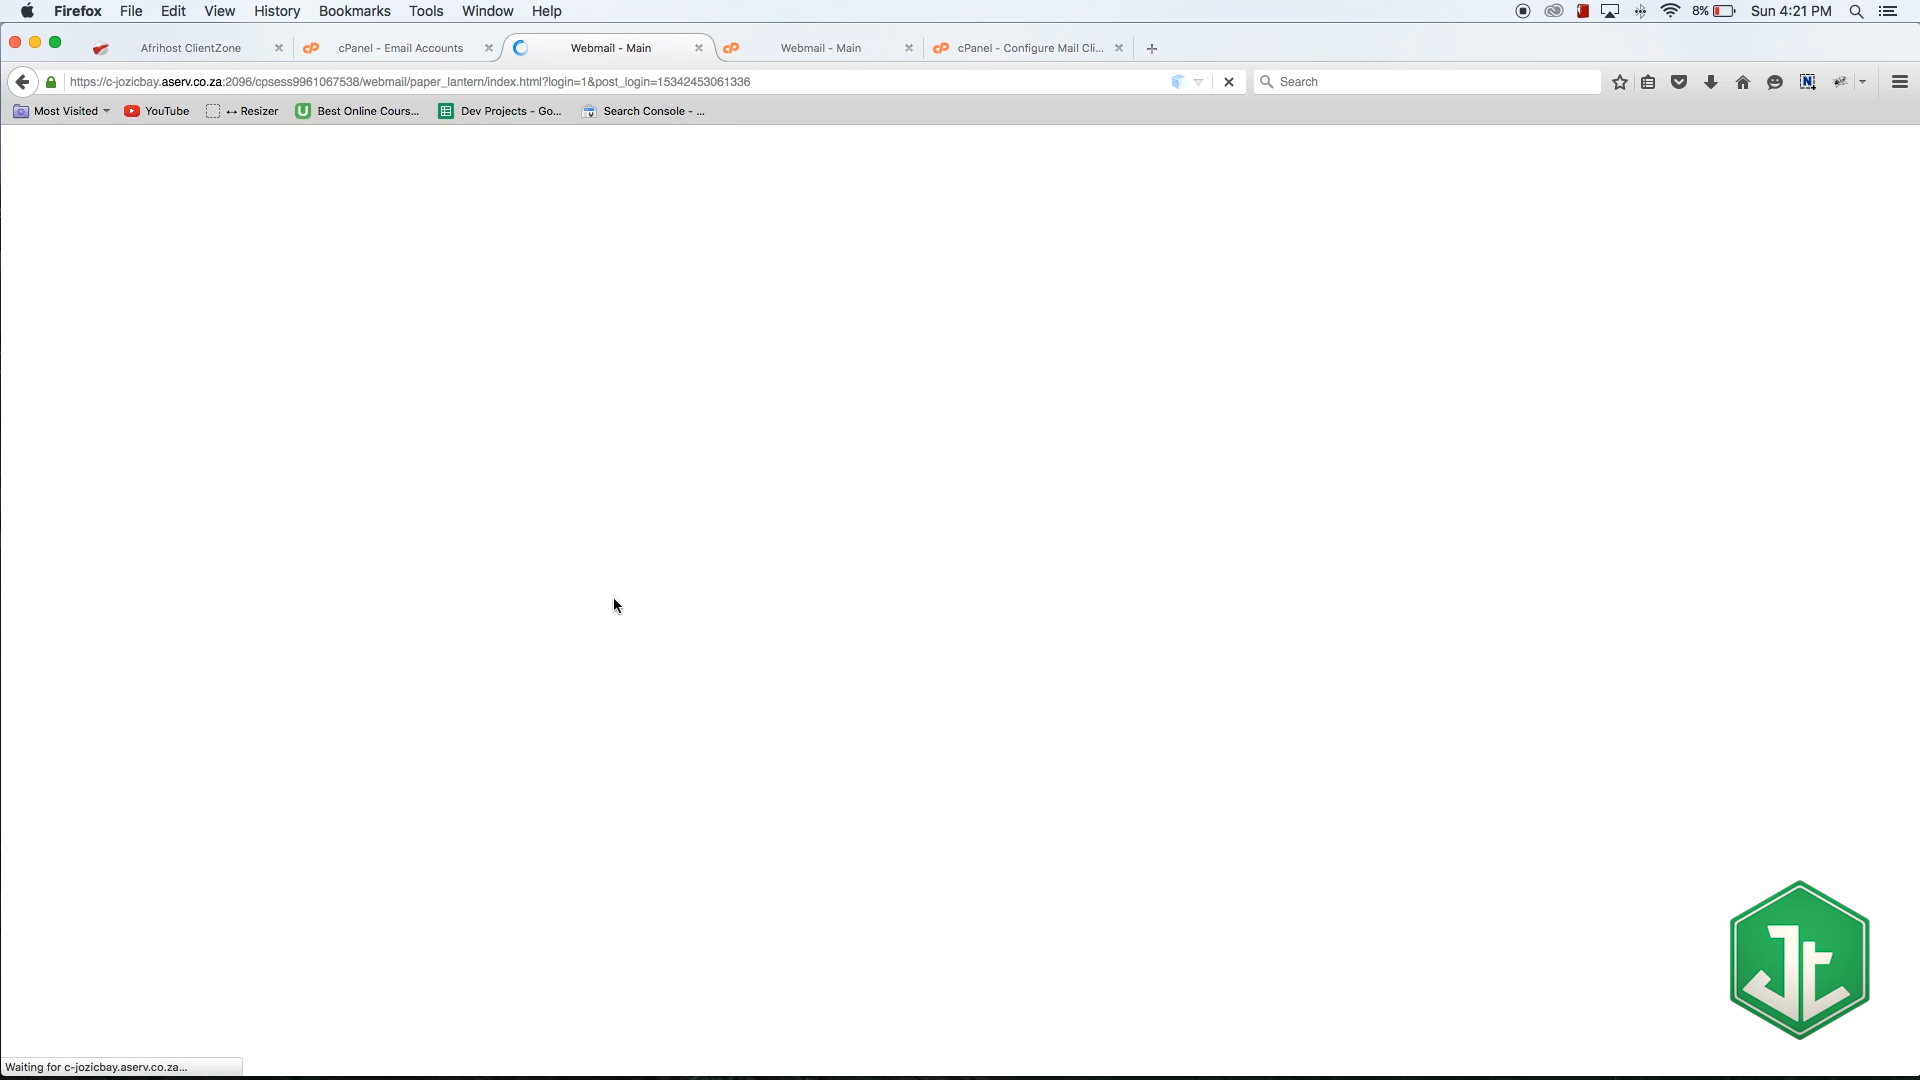 Firefox File Edit View History Bookmarks Tools Window Help 8% Sun 4:21 PM
Afrihost ClientZone cPanel - Email Accounts Webmail - Main Webmail - Main cPanel - Configure Mail Cli...
https://c-jozicbay.aserv.co.za:2096/cpsess9961067538/webmail/paper_lantern/index.html?login=1&post_login=15342453061336 Search
Most Visited YouTube ↔ Resizer Best Online Cours... Dev Projects - Go... Search Console - ...
Jt
Waiting for c-jozicbay.aserv.co.za...